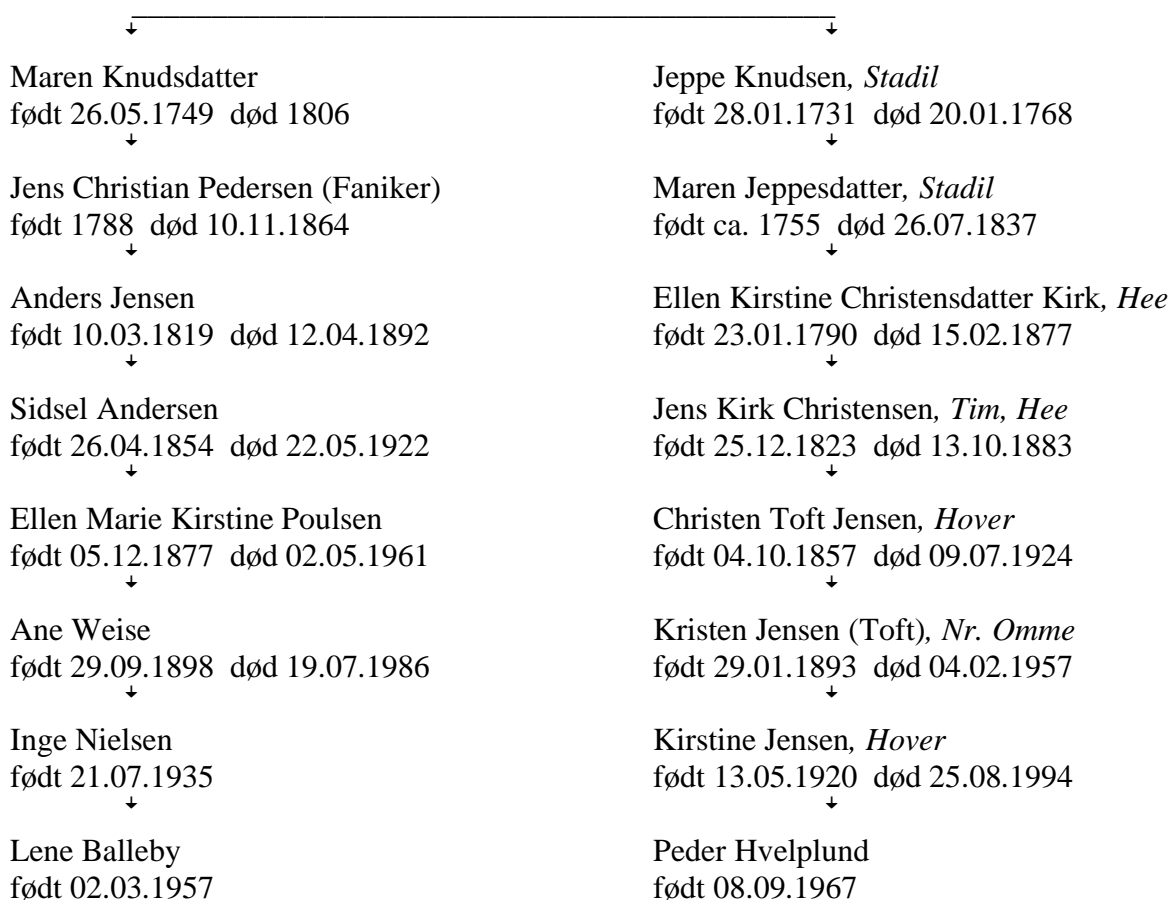 Maren Knudsdatter
født 26.05.1749 død 1806
Jens Christian Pedersen (Faniker)
født 1788 død 10.11.1864
Anders Jensen
født 10.03.1819 død 12.04.1892
Sidsel Andersen
født 26.04.1854 død 22.05.1922
Ellen Marie Kirstine Poulsen
født 05.12.1877 død 02.05.1961
Ane Weise
født 29.09.1898 død 19.07.1986
Inge Nielsen
født 21.07.1935
Lene Balleby
født 02.03.1957
Jeppe Knudsen, Stadil
født 28.01.1731 død 20.01.1768
Maren Jeppesdatter, Stadil
født ca. 1755 død 26.07.1837
Ellen Kirstine Christensdatter Kirk, Hee
født 23.01.1790 død 15.02.1877
Jens Kirk Christensen, Tim, Hee
født 25.12.1823 død 13.10.1883
Christen Toft Jensen, Hover
født 04.10.1857 død 09.07.1924
Kristen Jensen (Toft), Nr. Omme
født 29.01.1893 død 04.02.1957
Kirstine Jensen, Hover
født 13.05.1920 død 25.08.1994
Peder Hvelplund
født 08.09.1967